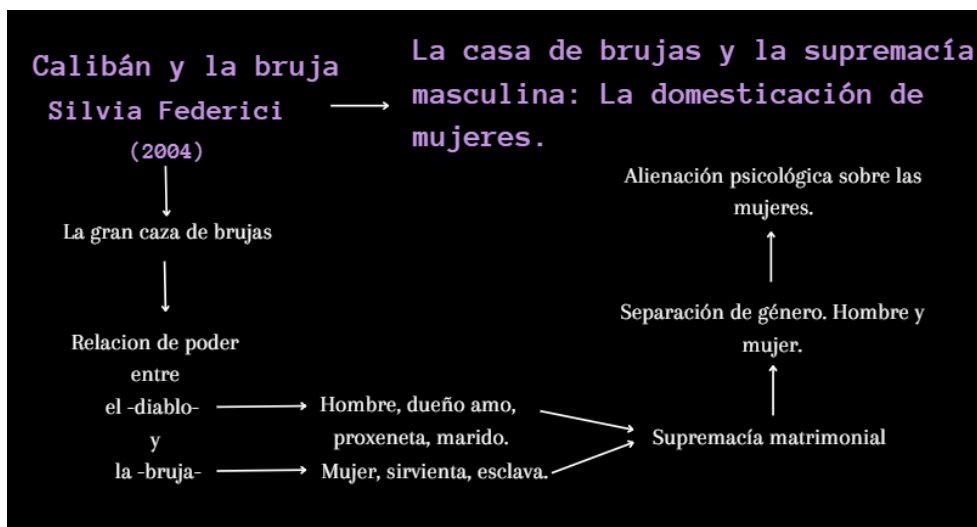 Calibán y la bruja
Silvia Federici
(2004)
La casa de brujas y la supremacía
masculina: La domesticación de
mujeres.
La gran caza de brujas
Relacion de poder
entre
el -diablo-
y
la -bruja-
Hombre, dueño amo,
proxeneta, marido.
Mujer, sirvienta, esclava.
Supremacía matrimonial
Separación de género. Hombre y
mujer.
Alienación psicológica sobre las
mujeres.